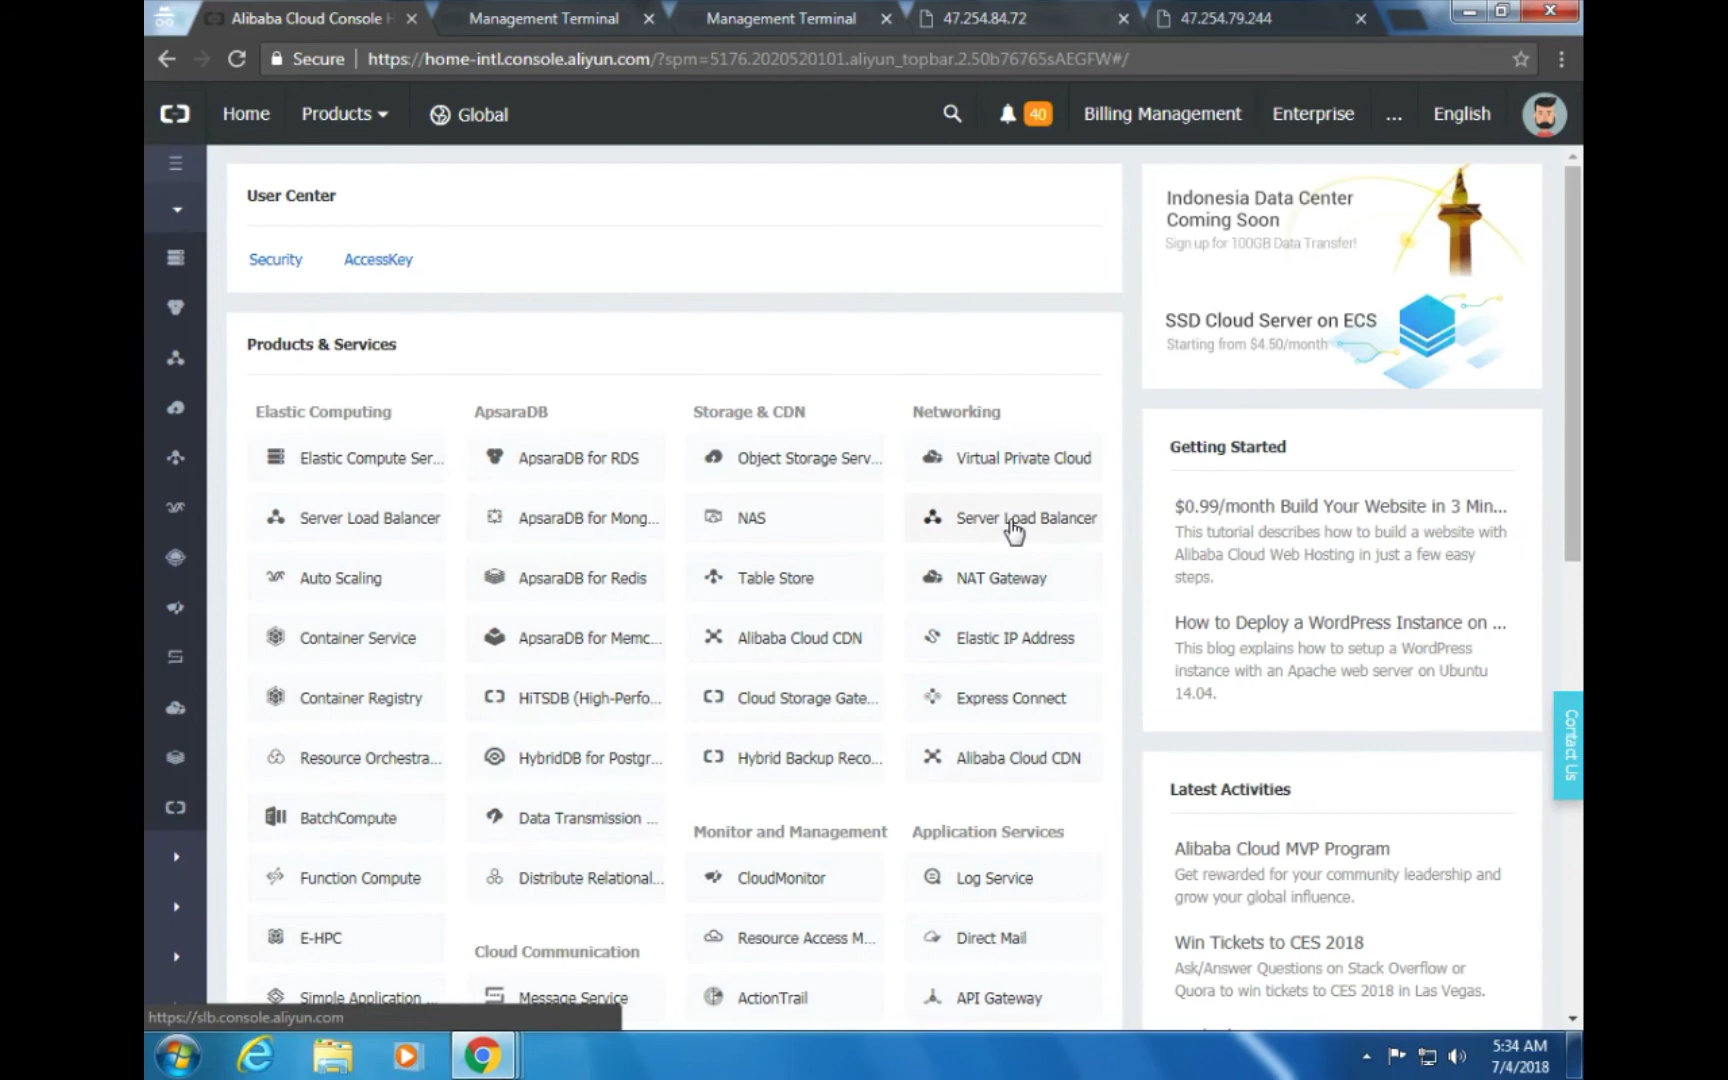 Alibaba Cloud Console H
Management Terminal
Management Terminal
47.254.84.72
47.254.79.244
Secure
https://home-intl.console.aliyun.com/?spm=5176.2020520101.aliyun_topbar.2.50b76765sAEGFW#/
Home
Products
Global
40
Billing Management
Enterprise
...
English
User Center
Security
AccessKey
Products & Services
Elastic Computing
Elastic Compute Ser...
Server Load Balancer
Auto Scaling
Container Service
Container Registry
Resource Orchestra...
BatchCompute
Function Compute
E-HPC
Simple Application ...
ApsaraDB
ApsaraDB for RDS
ApsaraDB for Mong...
ApsaraDB for Redis
ApsaraDB for Memc...
HiTSDB (High-Perfo...
HybridDB for Postgr...
Data Transmission ...
Distribute Relational...
Cloud Communication
Message Service
Storage & CDN
Object Storage Serv...
NAS
Table Store
Alibaba Cloud CDN
Cloud Storage Gate...
Hybrid Backup Reco...
Monitor and Management
CloudMonitor
Resource Access M...
ActionTrail
Networking
Virtual Private Cloud
Server Load Balancer
NAT Gateway
Elastic IP Address
Express Connect
Alibaba Cloud CDN
Application Services
Log Service
Direct Mail
API Gateway
Indonesia Data Center
Coming Soon
Sign up for 100GB Data Transfer!
SSD Cloud Server on ECS
Starting from $4.50/month
Getting Started
$0.99/month Build Your Website in 3 Min...
This tutorial describes how to build a website with
Alibaba Cloud Web Hosting in just a few easy
steps.
How to Deploy a WordPress Instance on ...
This blog explains how to setup a WordPress
instance with an Apache web server on Ubuntu
14.04.
Latest Activities
Alibaba Cloud MVP Program
Get rewarded for your community leadership and
grow your global influence.
Win Tickets to CES 2018
Ask/Answer Questions on Stack Overflow or
Quora to win tickets to CES 2018 in Las Vegas.
Contact Us
https://slb.console.aliyun.com
5:34 AM
7/4/2018